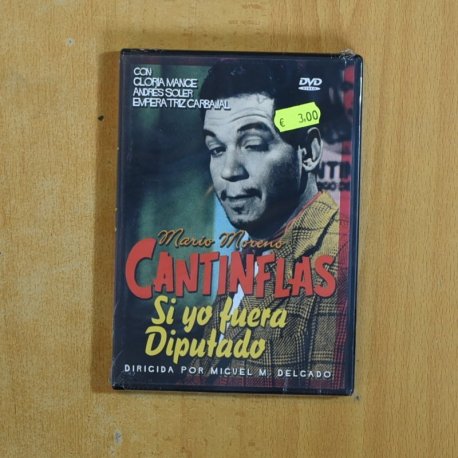 CON
GLORIA MANGE
ANDRÉS SOLER
EMPERATRIZ CARBAJAL
DVD
VIDEO
€ 3,00
Mario Moreno
CANTINFLAS
Si yo fuera
Diputado
DIRIGIDA POR MIGUEL M. DELGADO